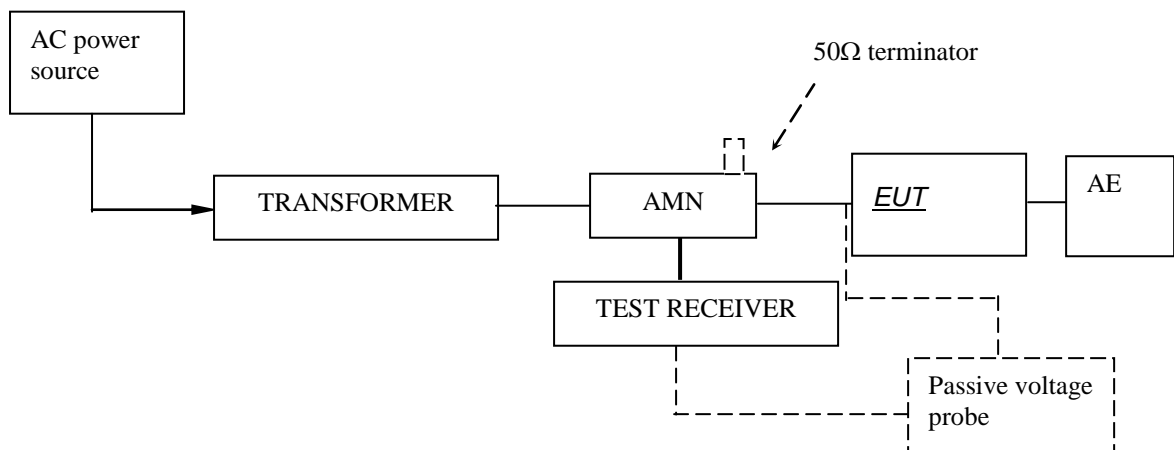 AC power
source
50Ω terminator
TRANSFORMER
AMN
EUT
AE
TEST RECEIVER
Passive voltage
probe